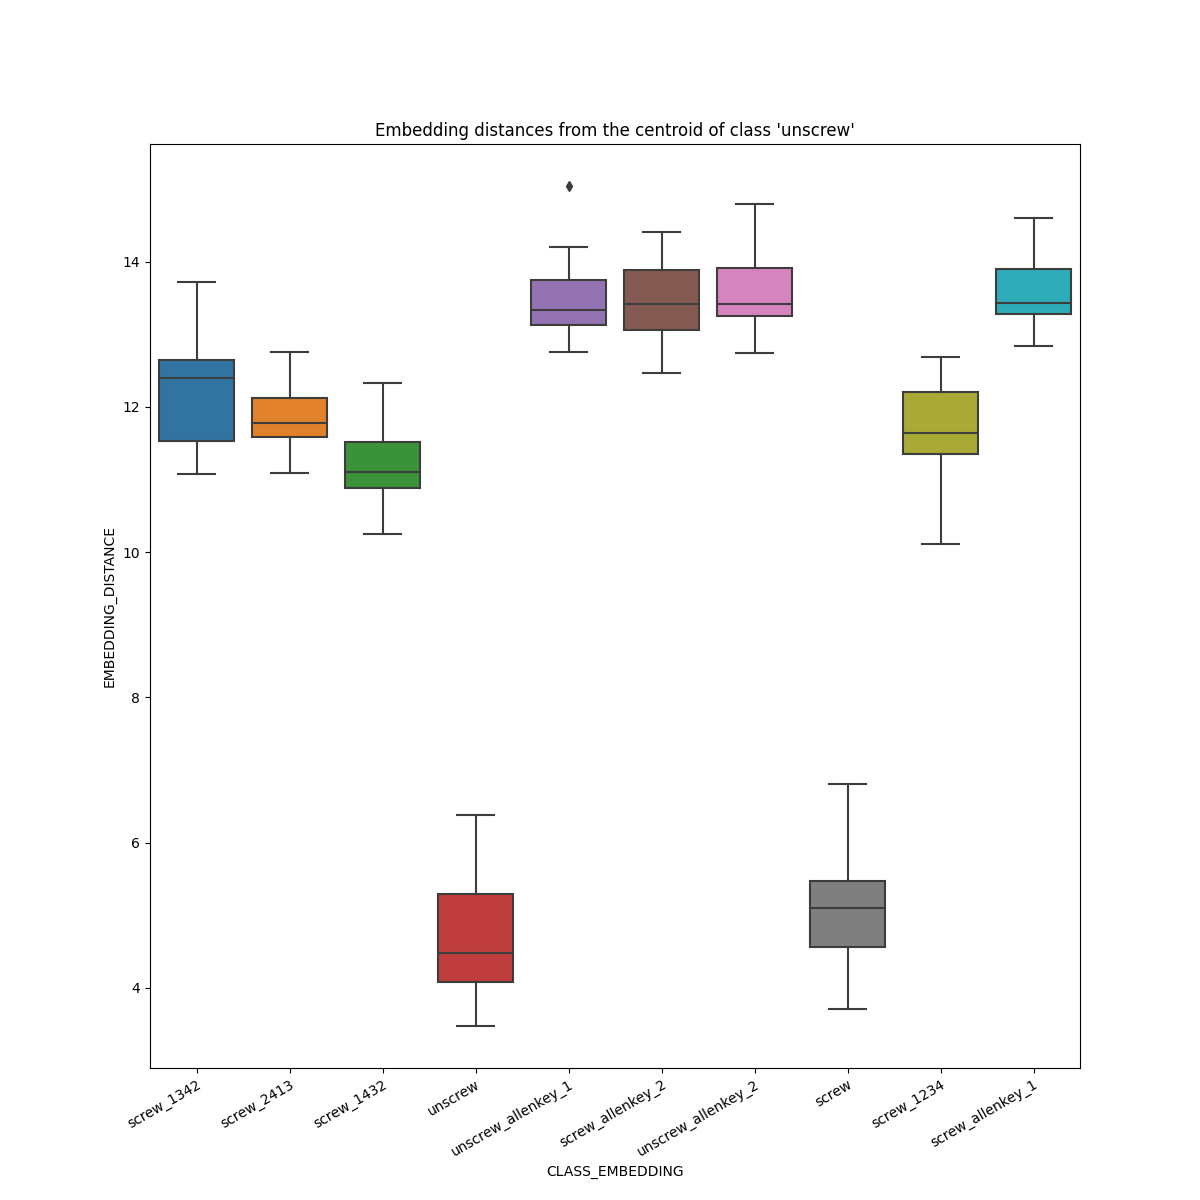 Embedding distances from the centroid of class 'unscrew'
EMBEDDING_DISTANCE
14
12
10
8
6
4
screw_1342
screw_2413
screw_1432
unscrew
unscrew_allenkey_1
screw_allenkey_2
unscrew_allenkey_2
screw
screw_1234
screw_allenkey_1
CLASS_EMBEDDING